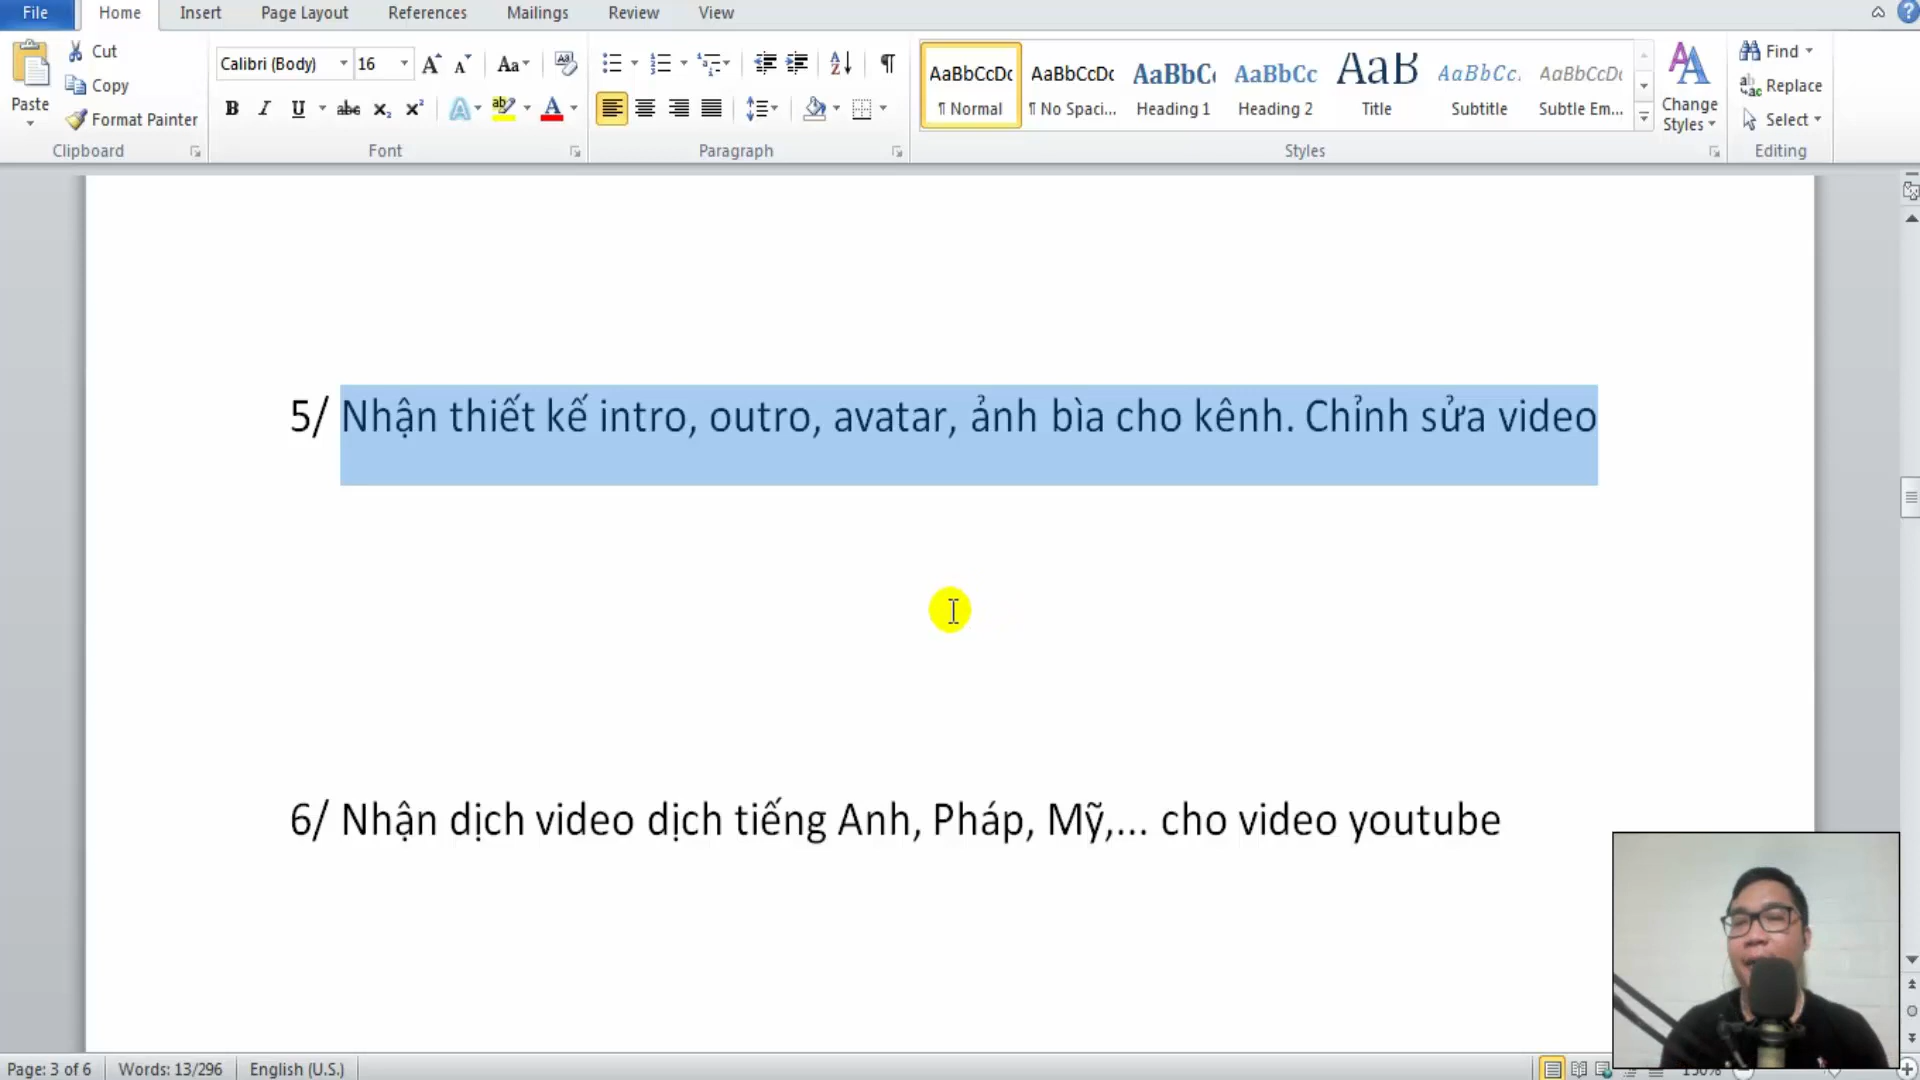 File Home Insert Page Layout References Mailings Review View
Cut
Copy
Format Painter
Paste
Clipboard
Calibri (Body) 16
Font
Paragraph
AaBbCcDc AaBbCcDc AaBbC AaBbCc AaB AaBbCc. AaBbCcDc
¶ Normal ¶ No Spaci... Heading 1 Heading 2 Title Subtitle Subtle Em...
Change
Styles
Styles
Find
Replace
Select
Editing
5/ Nhận thiết kế intro, outro, avatar, ảnh bìa cho kênh. Chỉnh sửa video
6/ Nhận dịch video dịch tiếng Anh, Pháp, Mỹ,... cho video youtube
Page: 3 of 6 Words: 13/296 English (U.S.)